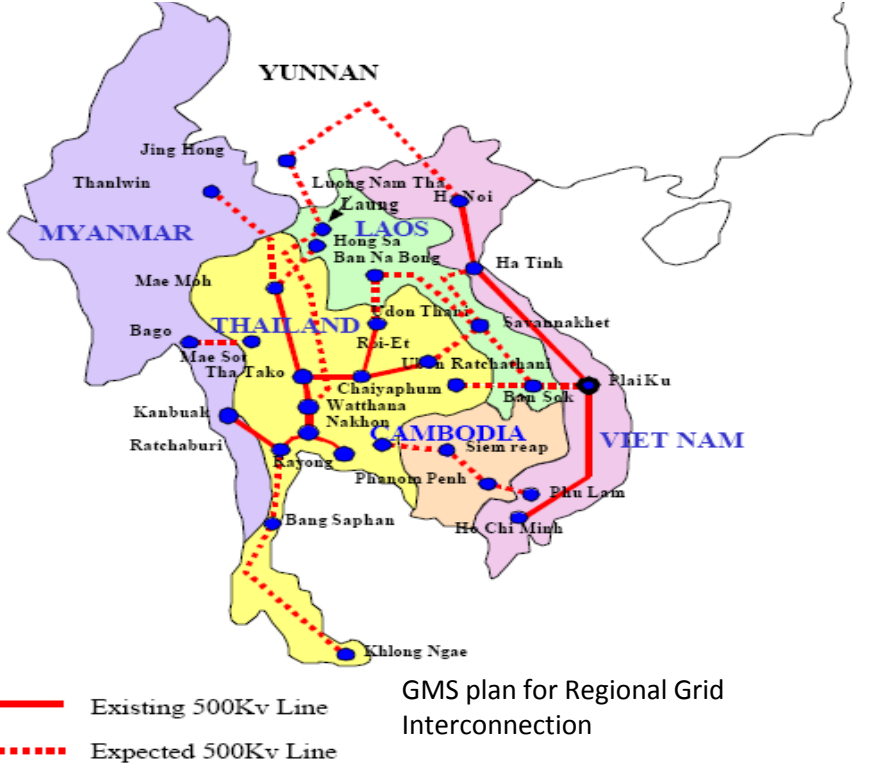 YUNNAN
Jing Hong
Thanlwin
Luong Nam Tha
Ha Noi
Laung
MYANMAR
LAOS
Hong Sa
Ban Na Bong
Ha Tinh
Mae Moh
Udon Thani
Savannakhet
THAILAND
Bago
Roi-Et
Mae Sot
Ubon Ratchathani
Tha Tako
Chaiyaphum
PlaiKu
Ban Sok
Kanbuak
Watthana
Nakhon
CAMBODIA
VIET NAM
Ratchaburi
Siem reap
Rayong
Phanom Penh
Phu Lam
Bang Saphan
Ho Chi Minh
Khlong Ngae
GMS plan for Regional Grid
Interconnection
Existing 500Kv Line
Expected 500Kv Line